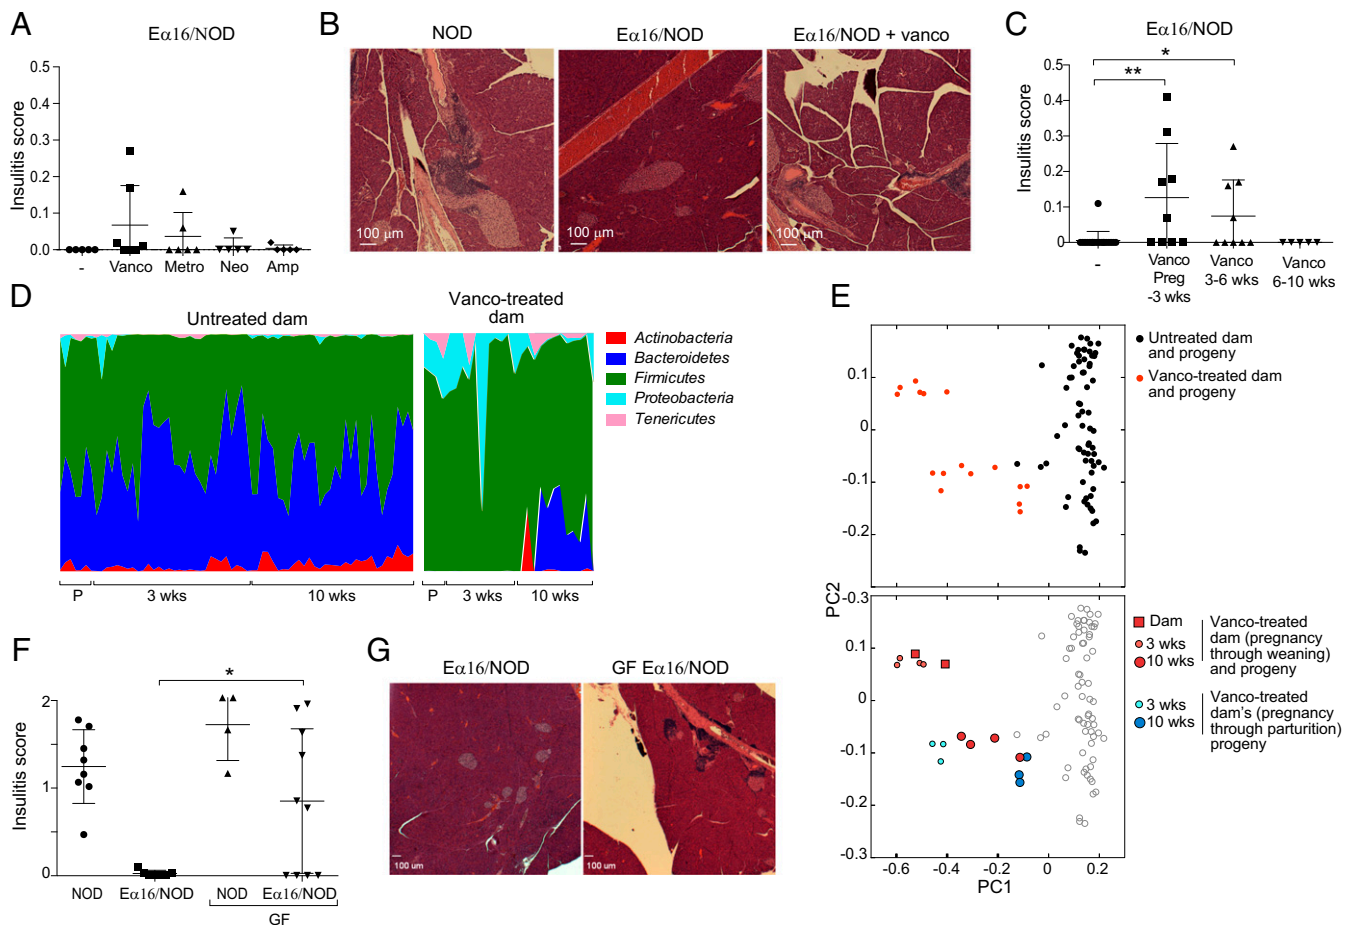 A
Eα16/NOD
Insulitis score
0.5
0.4
0.3
0.2
0.1
0.0
-
Vanco
Metro
Neo
Amp
B
NOD
Eα16/NOD
Eα16/NOD + vanco
100 μm
100 μm
100 μm
C
Eα16/NOD
*
**
Insulitis score
0.5
0.4
0.3
0.2
0.1
0
-
Vanco
Preg
-3 wks
Vanco
3-6 wks
Vanco
6-10 wks
D
Untreated dam
Vanco-treated
dam
Actinobacteria
Bacteroidetes
Firmicutes
Proteobacteria
Tenericutes
P
3 wks
10 wks
P
3 wks
10 wks
E
0.1
0
-0.1
-0.2
Untreated dam
and progeny
Vanco-treated dam
and progeny
PC2
-0.3
0.1
0
-0.1
-0.2
-0.3
-0.6
-0.4
-0.2
0
0.2
PC1
Dam
3 wks
10 wks
Vanco-treated
dam (pregnancy
through weaning)
and progeny
3 wks
10 wks
Vanco-treated
dam's (pregnancy
through parturition)
progeny
F
*
Insulitis score
2
1
0
NOD
Eα16/NOD
NOD
Eα16/NOD
GF
G
Eα16/NOD
GF Eα16/NOD
100 um
100 um